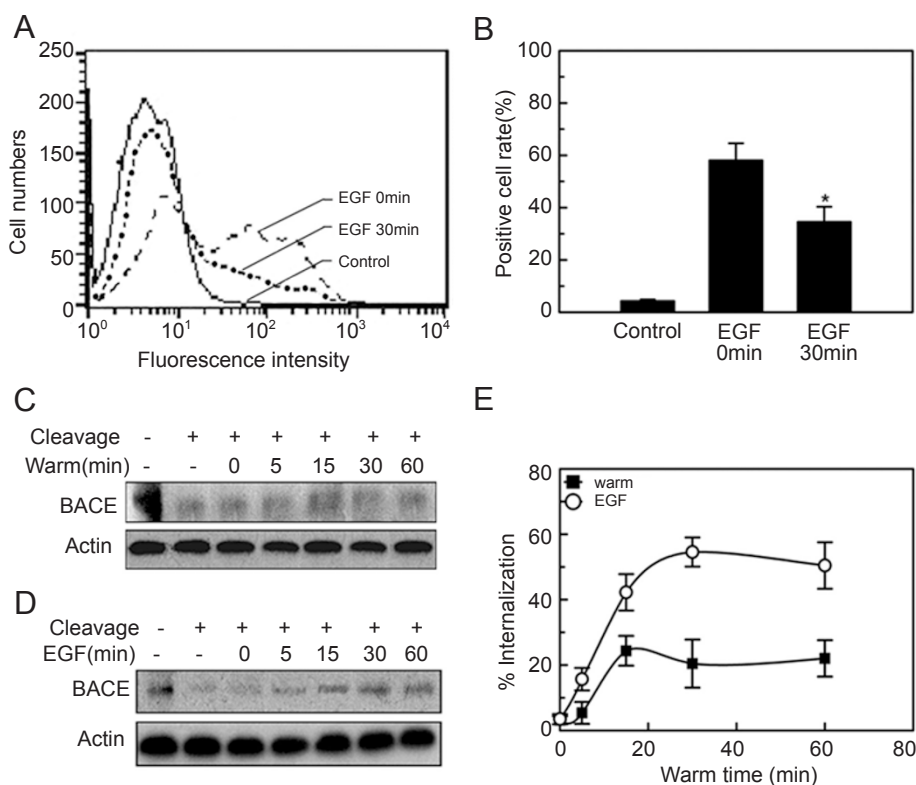 A
250
200
150
100
50
0
Cell numbers
10^0 10^1 10^2 10^3 10^4
Fluorescence intensity
EGF 0min
EGF 30min
Control
B
100
80
60
40
20
0
Positive cell rate(%)
*
Control EGF EGF
0min 30min
C
Cleavage - + + + + + +
Warm(min) - - 0 5 15 30 60
BACE
Actin
D
Cleavage - + + + + + +
EGF(min) - - 0 5 15 30 60
BACE
Actin
E
80
60
40
20
0
% Internalization
warm
EGF
0 20 40 60 80
Warm time (min)